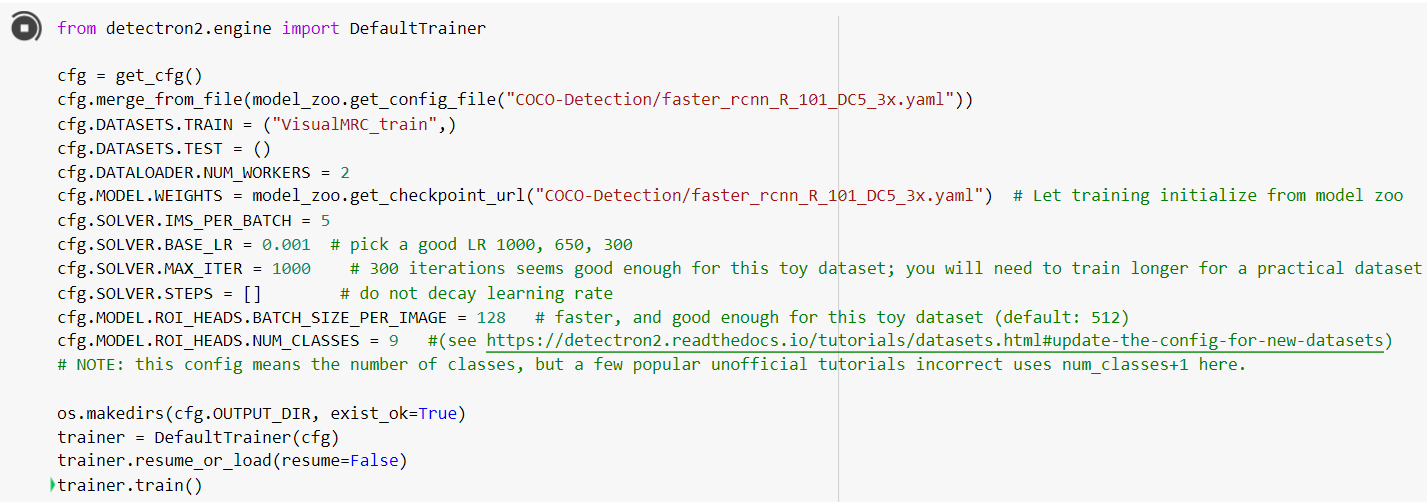 from detectron2.engine import DefaultTrainer
cfg = get_cfg()
cfg.merge_from_file(model_zoo.get_config_file("COCO-Detection/faster_rcnn_R_101_DC5_3x.yaml"))
cfg.DATASETS.TRAIN = ("VisualMRC_train",)
cfg.DATASETS.TEST = ()
cfg.DATALOADER.NUM_WORKERS = 2
cfg.MODEL.WEIGHTS = model_zoo.get_checkpoint_url("COCO-Detection/faster_rcnn_R_101_DC5_3x.yaml")  # Let training initialize from model zoo
cfg.SOLVER.IMS_PER_BATCH = 5
cfg.SOLVER.BASE_LR = 0.001  # pick a good LR 1000, 650, 300
cfg.SOLVER.MAX_ITER = 1000    # 300 iterations seems good enough for this toy dataset; you will need to train longer for a practical dataset
cfg.SOLVER.STEPS = []        # do not decay learning rate
cfg.MODEL.ROI_HEADS.BATCH_SIZE_PER_IMAGE = 128   # faster, and good enough for this toy dataset (default: 512)
cfg.MODEL.ROI_HEADS.NUM_CLASSES = 9   #(see https://detectron2.readthedocs.io/tutorials/datasets.html#update-the-config-for-new-datasets)
# NOTE: this config means the number of classes, but a few popular unofficial tutorials incorrect uses num_classes+1 here.
os.makedirs(cfg.OUTPUT_DIR, exist_ok=True)
trainer = DefaultTrainer(cfg)
trainer.resume_or_load(resume=False)
trainer.train()